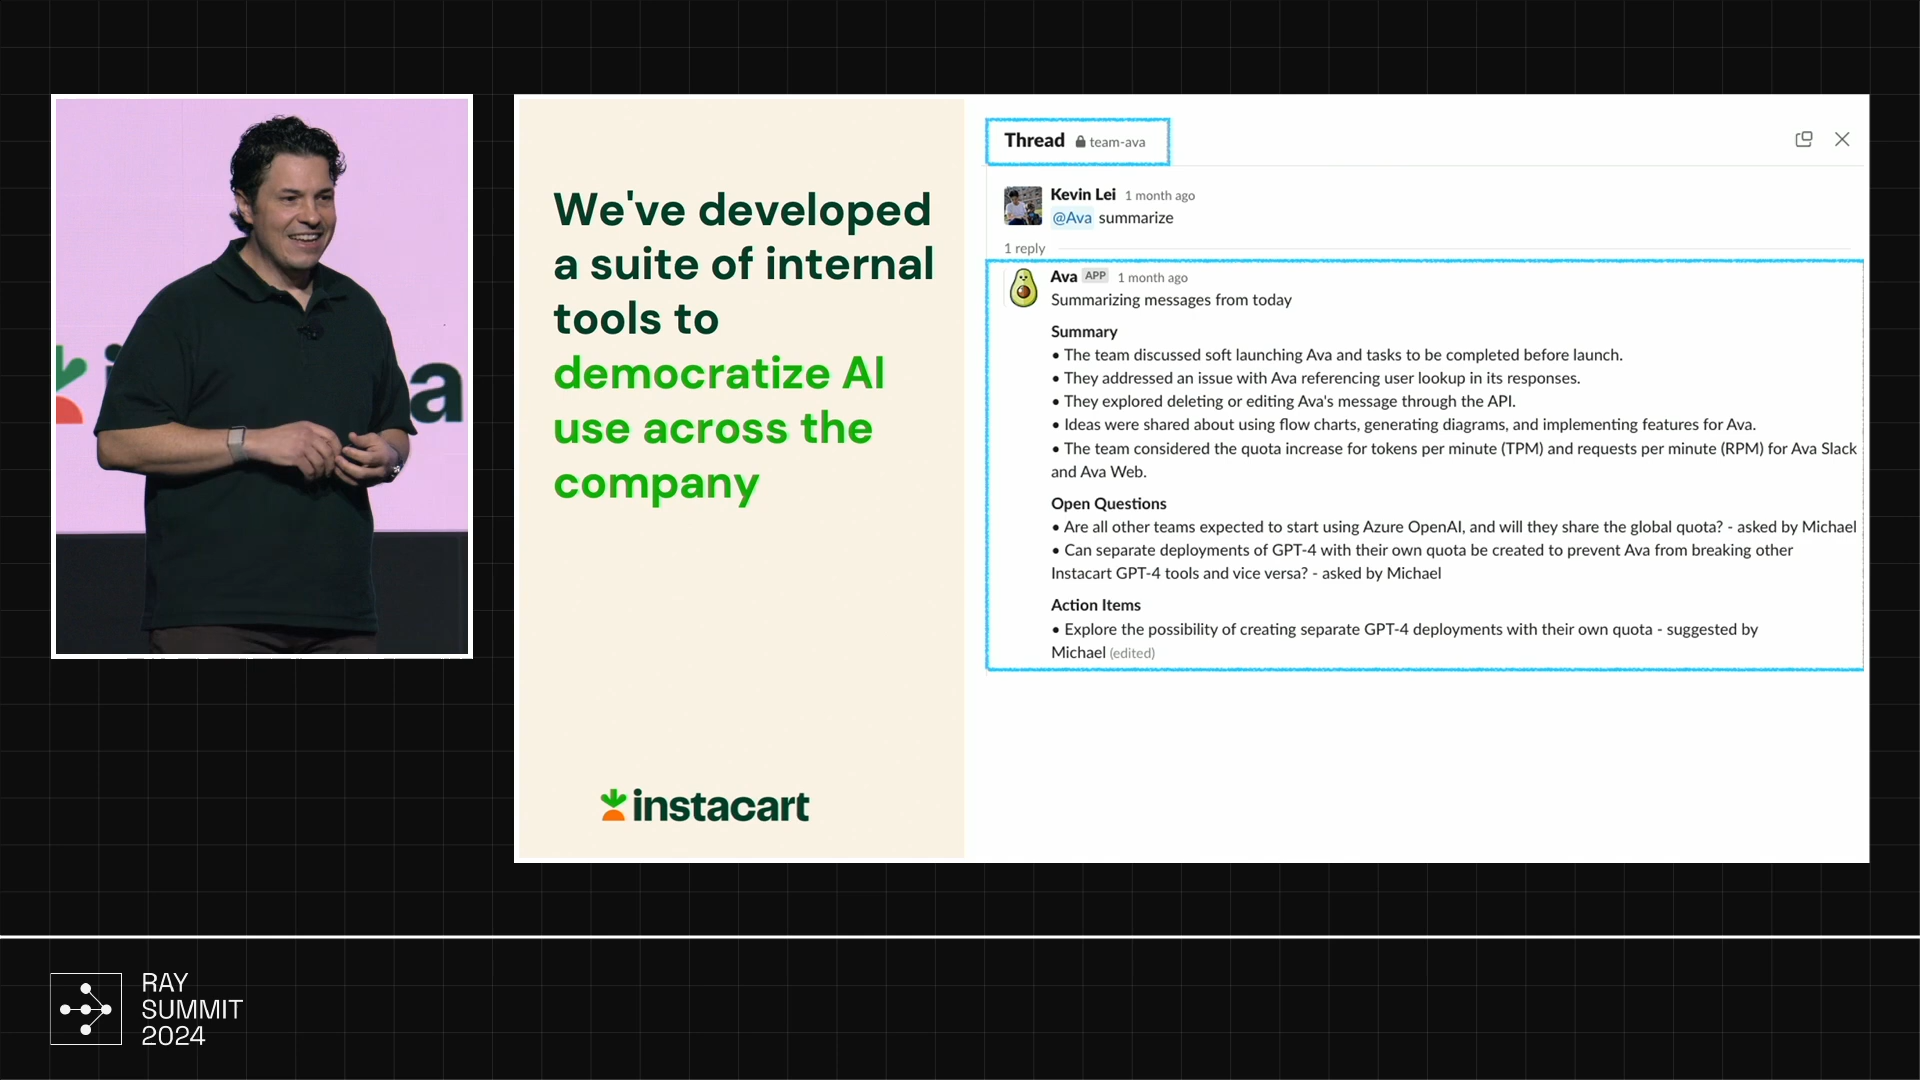 We've developed
a suite of internal
tools to
democratize AI
use across the
company
instacart
Thread team-ava
Kevin Lei 1 month ago
@Ava summarize
1 reply
Ava APP 1 month ago
Summarizing messages from today
Summary
• The team discussed soft launching Ava and tasks to be completed before launch.
• They addressed an issue with Ava referencing user lookup in its responses.
• They explored deleting or editing Ava's message through the API.
• Ideas were shared about using flow charts, generating diagrams, and implementing features for Ava.
• The team considered the quota increase for tokens per minute (TPM) and requests per minute (RPM) for Ava Slack
and Ava Web.
Open Questions
• Are all other teams expected to start using Azure OpenAI, and will they share the global quota? - asked by Michael
• Can separate deployments of GPT-4 with their own quota be created to prevent Ava from breaking other
Instacart GPT-4 tools and vice versa? - asked by Michael
Action Items
• Explore the possibility of creating separate GPT-4 deployments with their own quota - suggested by
Michael (edited)
RAY
SUMMIT
2024